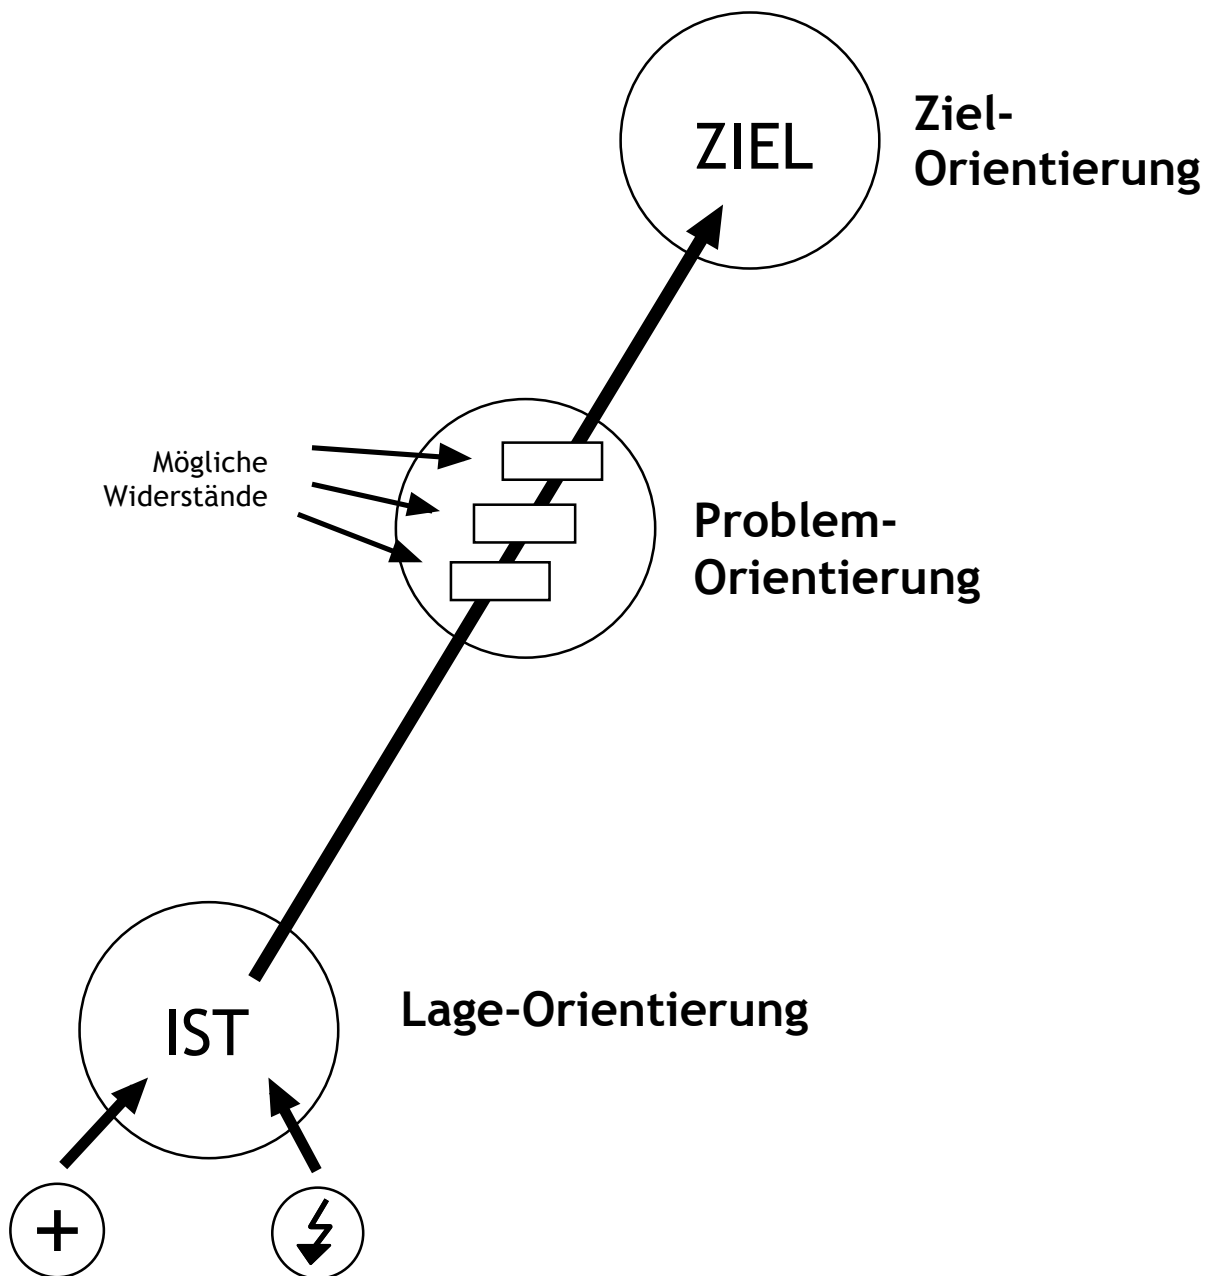 ZIEL
Ziel-
Orientierung
Mögliche
Widerstände
Problem-
Orientierung
IST
Lage-Orientierung
+